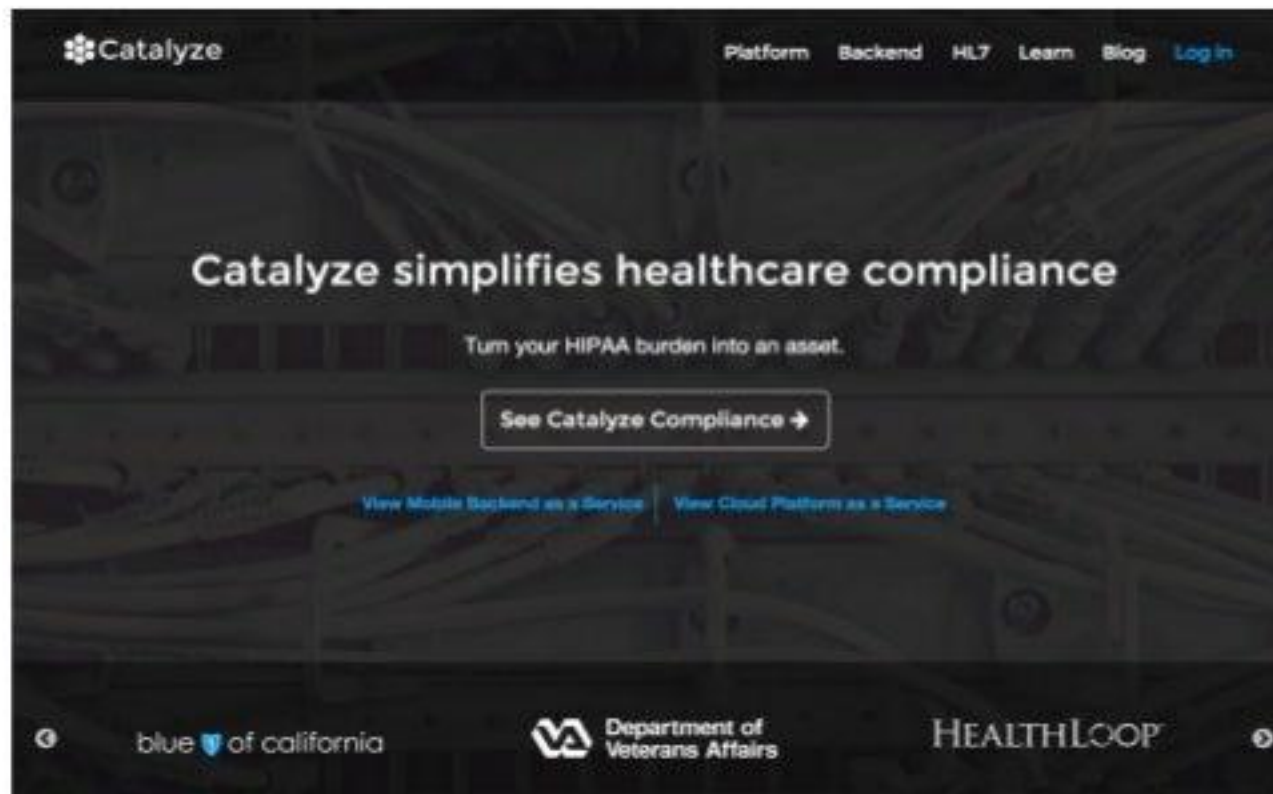 Catalyze
Platform Backend HL7 Learn Blog Log in
Catalyze simplifies healthcare compliance
Turn your HIPAA burden into an asset.
See Catalyze Compliance →
View Mobile Backend as a Service | View Cloud Platform as a Service
blue of california
VA Department of
Veterans Affairs
HEALTHLOOP